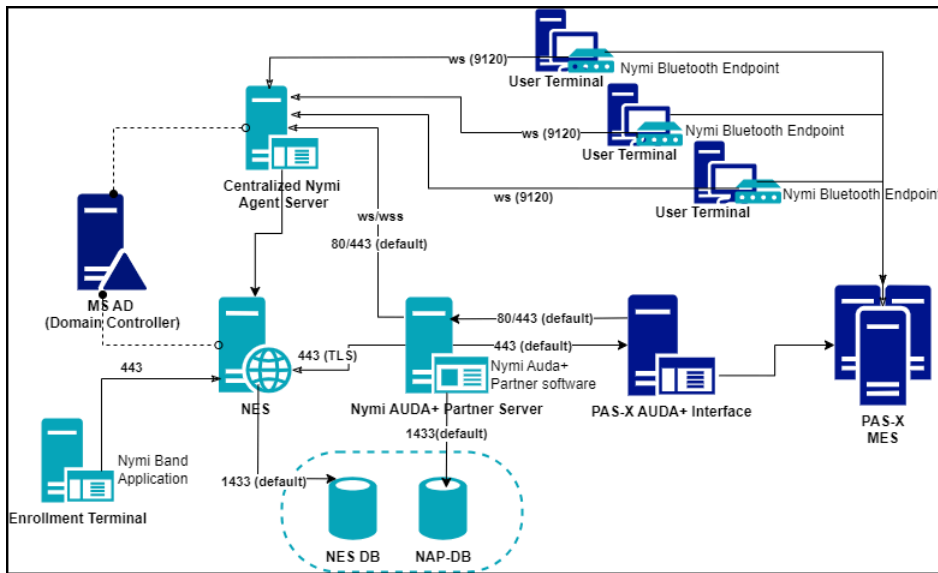 ws (9120)
User Terminal
Nymi Bluetooth Endpoint
ws (9120)
User Terminal
Nymi Bluetooth Endpoint
ws (9120)
User Terminal
Nymi Bluetooth Endpoint
Centralized Nymi
Agent Server
ws/wss
80/443 (default)
MS AD
(Domain Controller)
80/443 (default)
443 (TLS)
443 (default)
Nymi Auda+
Partner software
443
NES
Nymi AUDA+ Partner Server
PAS-X AUDA+ Interface
PAS-X
MES
1433(default)
Nymi Band
Application
1433 (default)
Enrollment Terminal
NES DB
NAP-DB